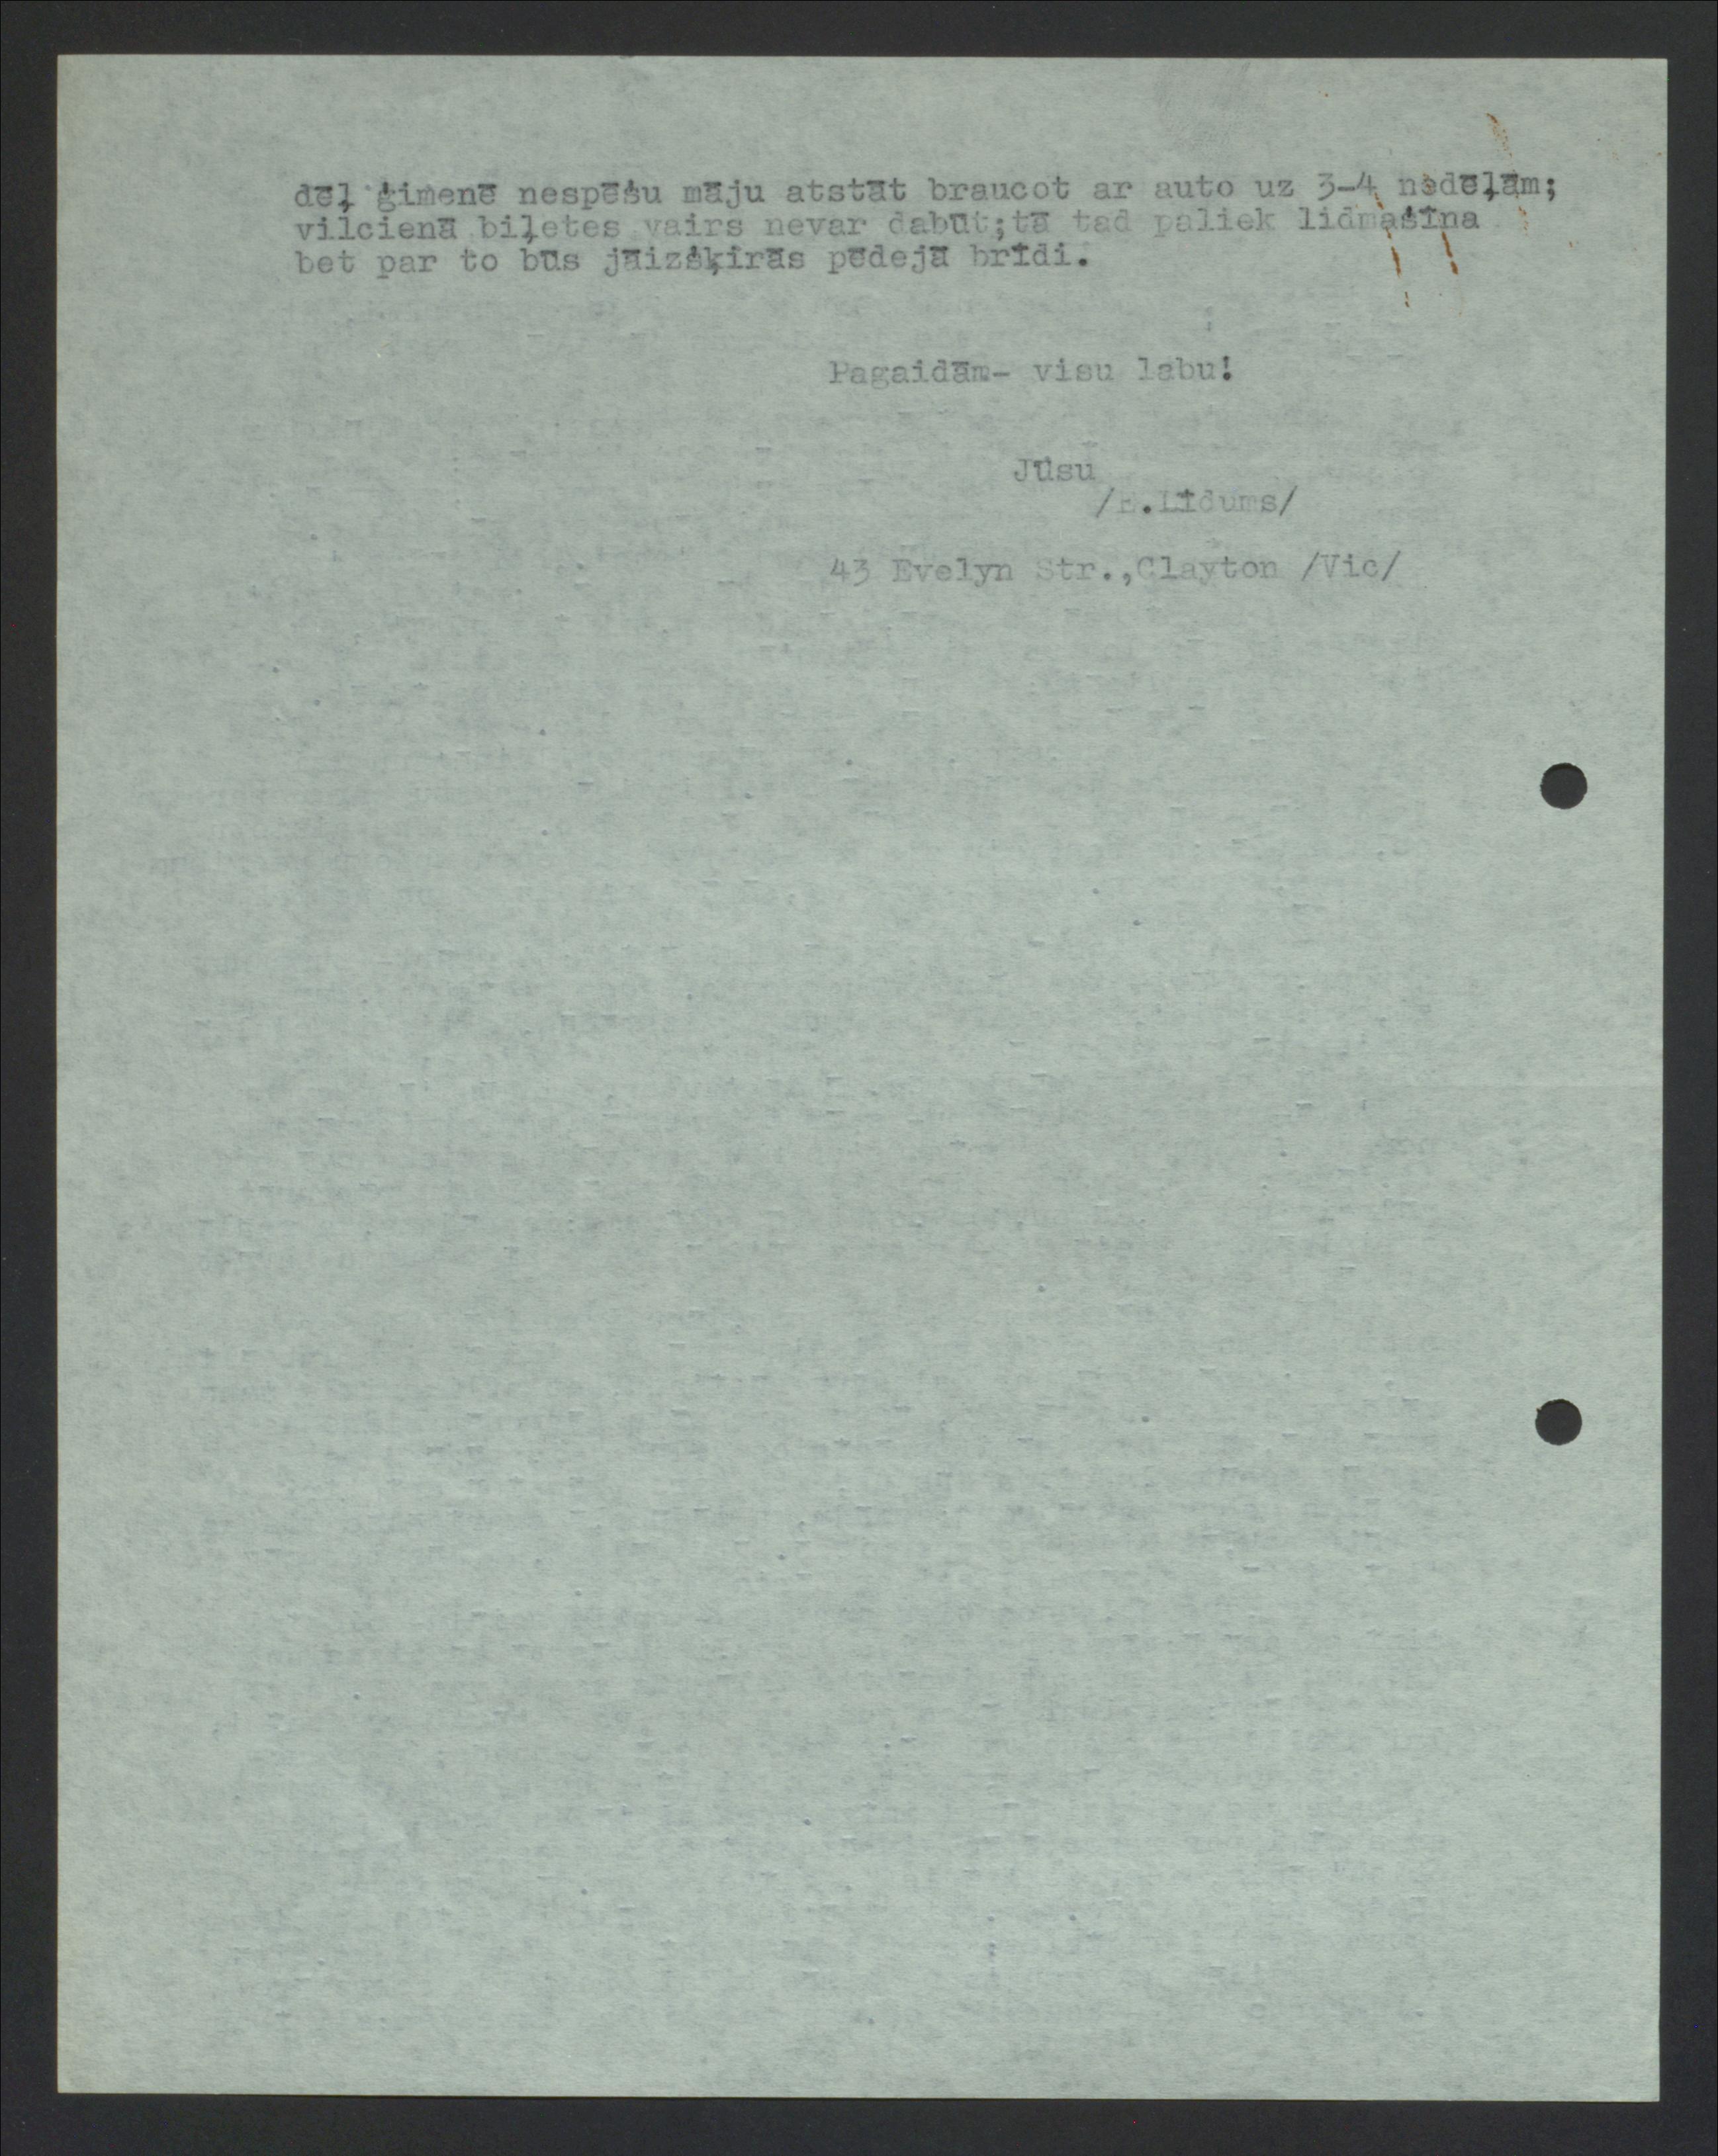 dēļ ģimenē nespēšu māju atstāt braucot ar auto uz 3-4 nedēļām;
vilcienā biļetes vairs nevar dabūt;tā tad paliek lidmašīna
bet par to būs jāizšķirās pēdejā brīdi.
Pagaidām- visu labu!
Jūsu
/E.Līdums/
43 Evelyn Str.,Clayton /Vic/